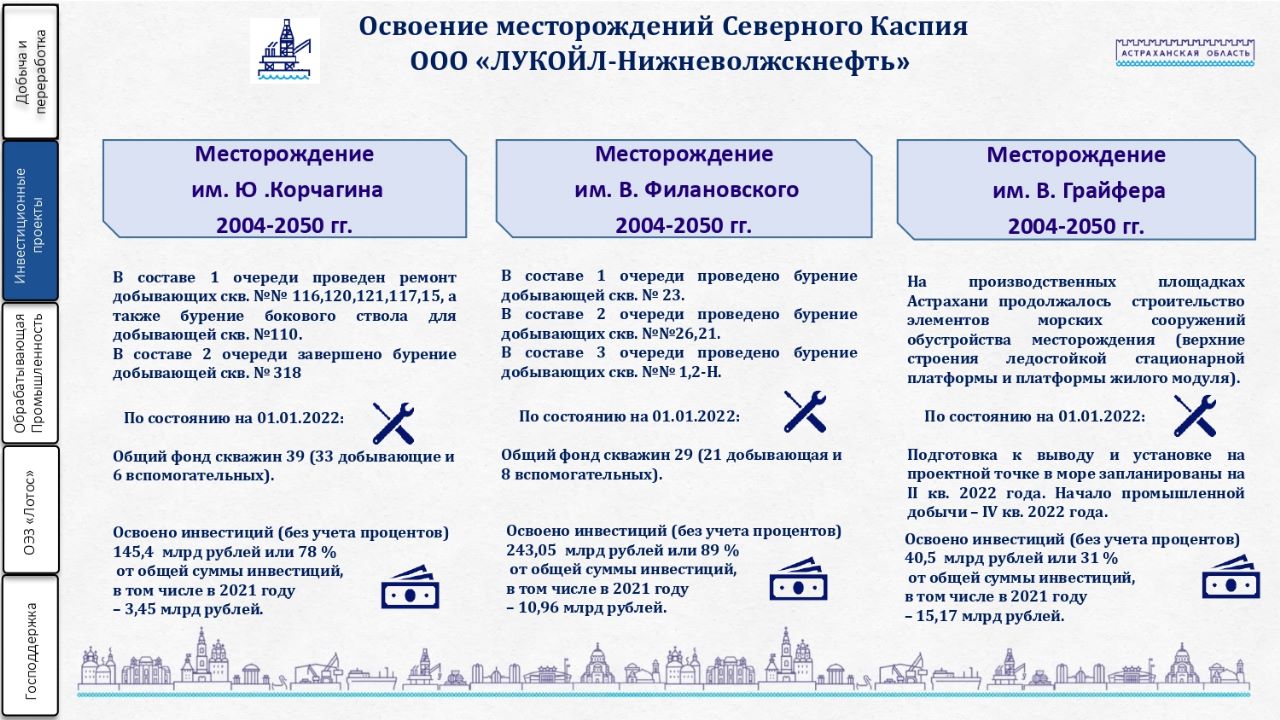 Освоение месторождений Северного Каспия
ООО «ЛУКОЙЛ-Нижневолжскнефть»
АСТРАХАНСКАЯ ОБЛАСТЬ
Добыча и
переработка
Инвестиционные
проекты
Обрабатывающая
Промышленность
ОЭЗ «Лотос»
Господдержка
Месторождение
им. Ю .Корчагина
2004-2050 гг.
В составе 1 очереди проведен ремонт
добывающих скв. №№ 116,120,121,117,15, а
также бурение бокового ствола для
добывающей скв. №110.
В составе 2 очереди завершено бурение
добывающей скв. № 318
По состоянию на 01.01.2022:
Общий фонд скважин 39 (33 добывающие и
6 вспомогательных).
Освоено инвестиций (без учета процентов)
145,4 млрд рублей или 78 %
от общей суммы инвестиций,
в том числе в 2021 году
– 3,45 млрд рублей.
Месторождение
им. В. Филановского
2004-2050 гг.
В составе 1 очереди проведено бурение
добывающей скв. № 23.
В составе 2 очереди проведено бурение
добывающих скв. №№26,21.
В составе 3 очереди проведено бурение
добывающих скв. №№ 1,2-Н.
По состоянию на 01.01.2022:
Общий фонд скважин 29 (21 добывающая и
8 вспомогательных).
Освоено инвестиций (без учета процентов)
243,05 млрд рублей или 89 %
от общей суммы инвестиций,
в том числе в 2021 году
– 10,96 млрд рублей.
Месторождение
им. В. Грайфера
2004-2050 гг.
На производственных площадках
Астрахани продолжалось строительство
элементов морских сооружений
обустройства месторождения (верхние
строения ледостойкой стационарной
платформы и платформы жилого модуля).
По состоянию на 01.01.2022:
Подготовка к выводу и установке на
проектной точке в море запланированы на
II кв. 2022 года. Начало промышленной
добычи – IV кв. 2022 года.
Освоено инвестиций (без учета процентов)
40,5 млрд рублей или 31 %
от общей суммы инвестиций,
в том числе в 2021 году
– 15,17 млрд рублей.